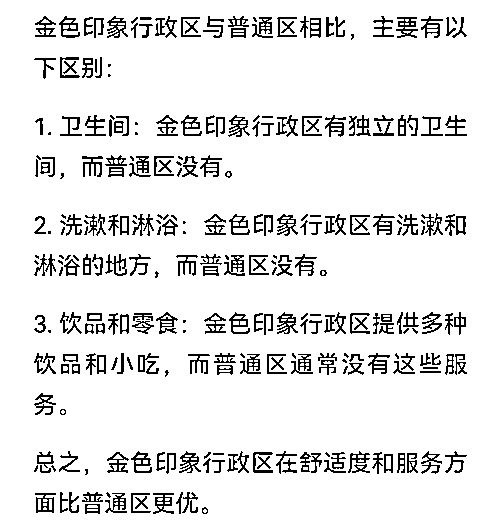 金色印象行政区与普通区相比，主要有以
下区别：
1. 卫生间：金色印象行政区有独立的卫生
间，而普通区没有。
2. 洗漱和淋浴：金色印象行政区有洗漱和
淋浴的地方，而普通区没有。
3. 饮品和零食：金色印象行政区提供多种
饮品和小吃，而普通区通常没有这些服
务。
总之，金色印象行政区在舒适度和服务方
面比普通区更优。